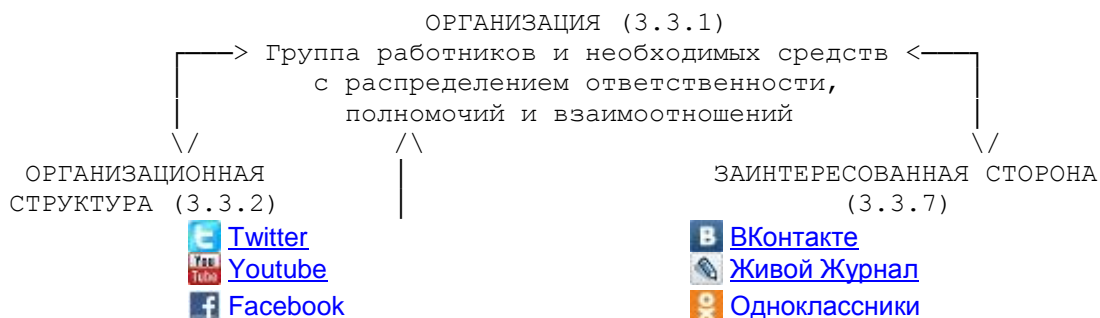 ОРГАНИЗАЦИЯ (3.3.1)
Группа работников и необходимых средств
с распределением ответственности,
полномочий и взаимоотношений
ОРГАНИЗАЦИОННАЯ ЗАИНТЕРЕСОВАННАЯ СТОРОНА
СТРУКТУРА (3.3.2) (3.3.7)
Twitter ВКонтакте
Youtube Живой Журнал
Facebook Одноклассники